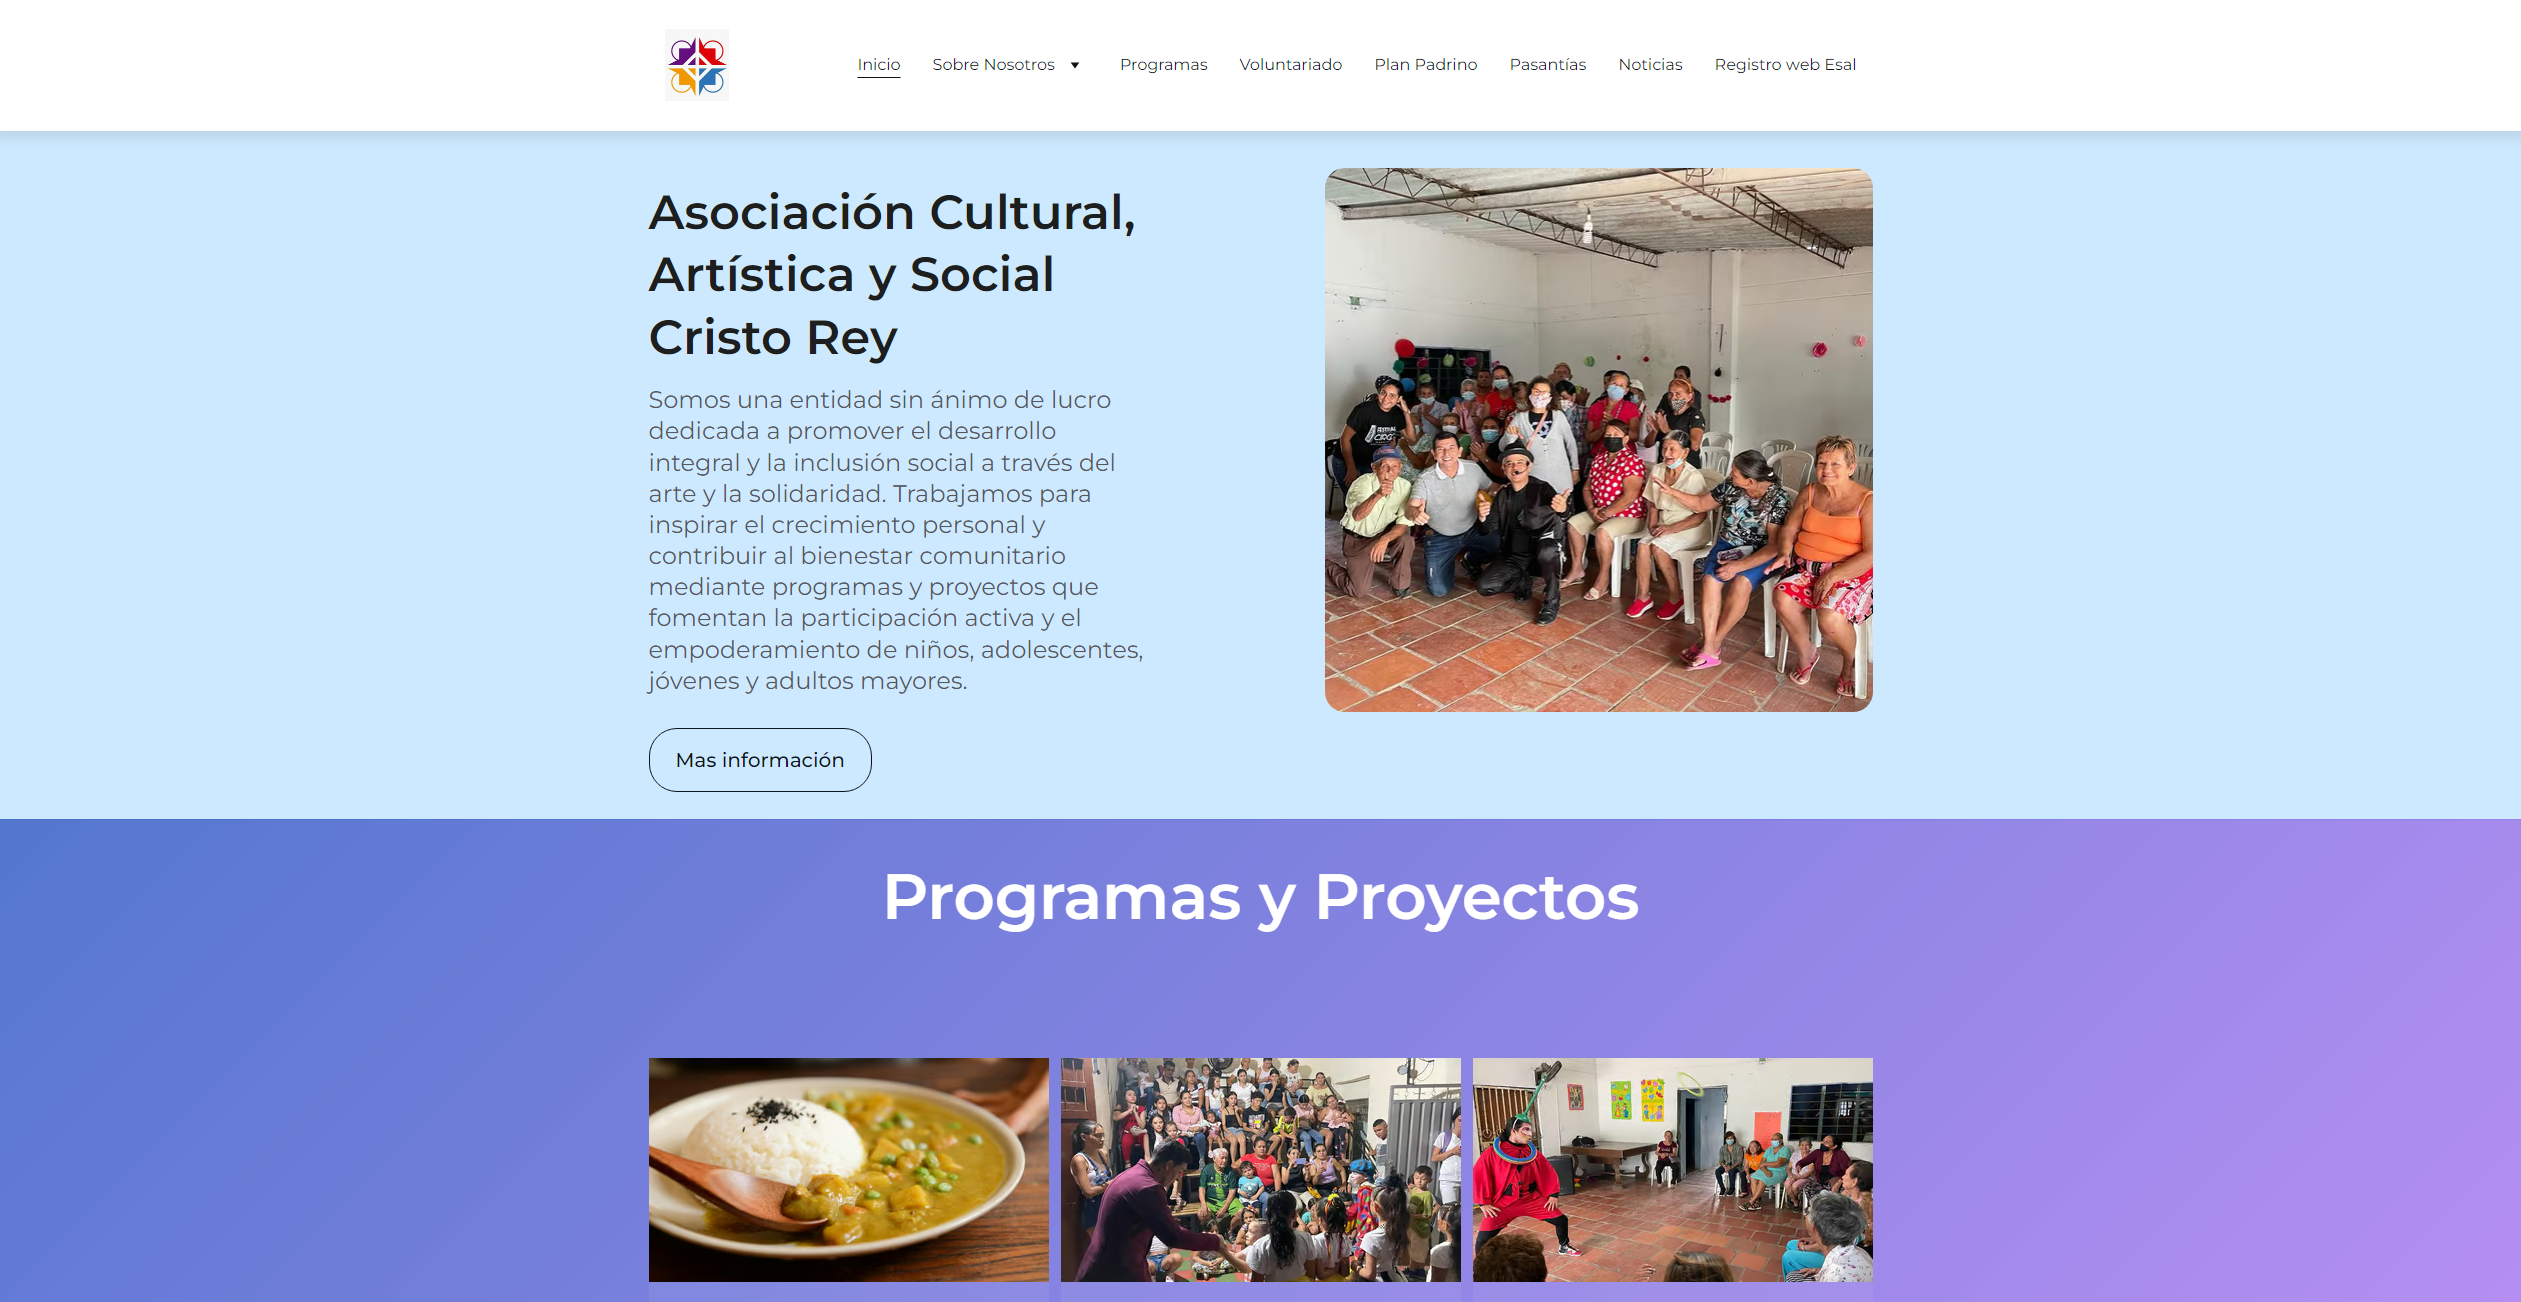 Inicio
Sobre Nosotros
Programas
Voluntariado
Plan Padrino
Pasantías
Noticias
Registro web Esal
Asociación Cultural,
Artística y Social
Cristo Rey
Somos una entidad sin ánimo de lucro
dedicada a promover el desarrollo
integral y la inclusión social a través del
arte y la solidaridad. Trabajamos para
inspirar el crecimiento personal y
contribuir al bienestar comunitario
mediante programas y proyectos que
fomentan la participación activa y el
empoderamiento de niños, adolescentes,
jóvenes y adultos mayores.
Mas información
Programas y Proyectos